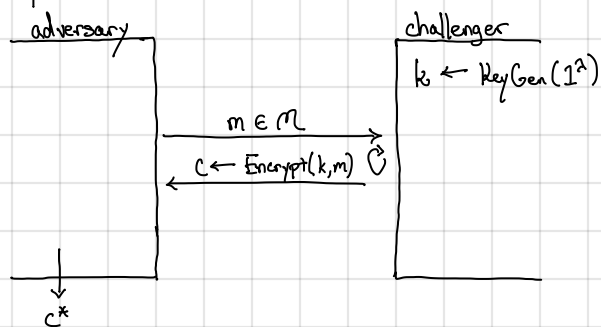 adversary
challenger
k ← KeyGen(1^λ)
m ∈ M
c ← Encrypt(k,m)
c*